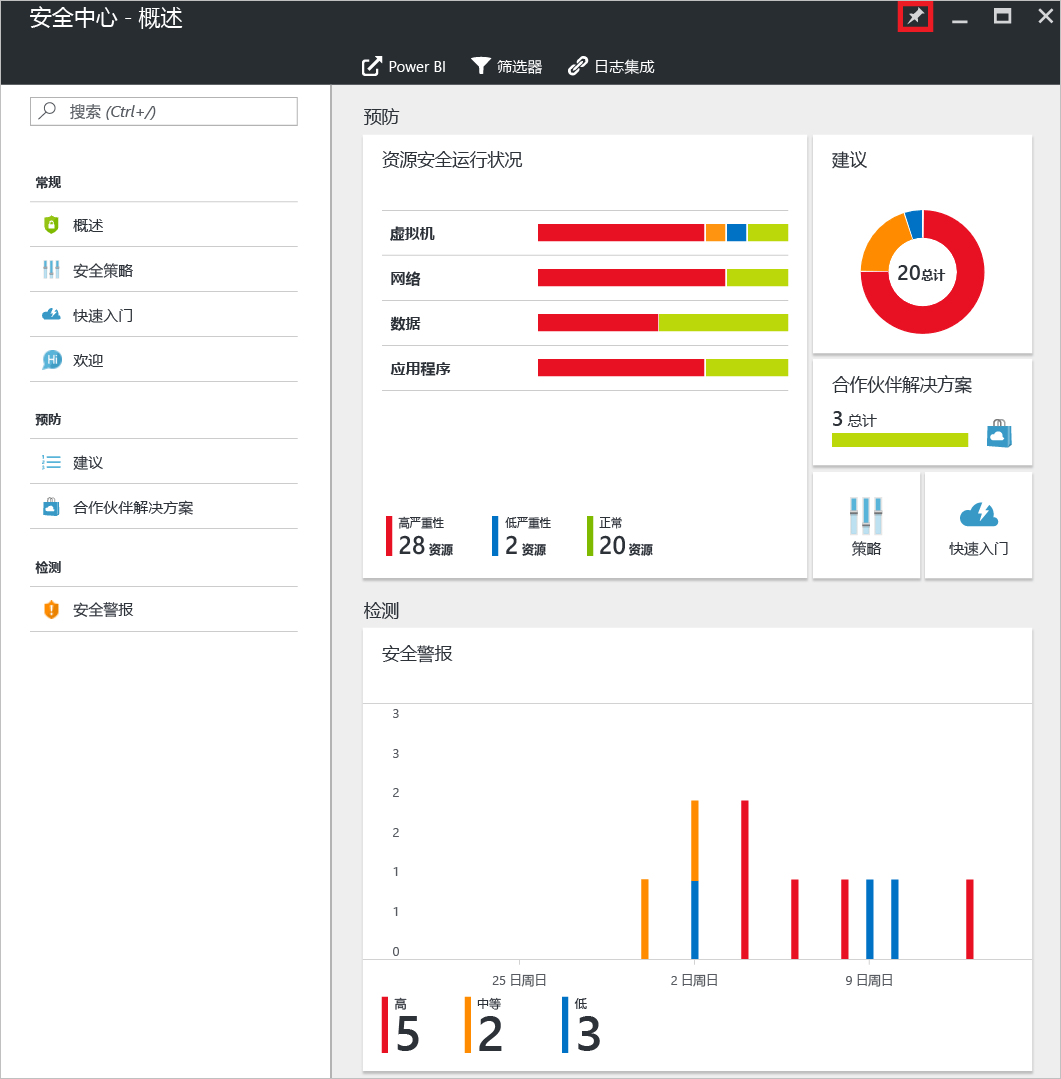 安全中心 - 概述
Power BI
筛选器
日志集成
搜索 (Ctrl+/)
常规
概述
安全策略
快速入门
Hi
欢迎
预防
建议
合作伙伴解决方案
检测
安全警报
预防
资源安全运行状况
虚拟机
网络
数据
应用程序
高严重性
28 资源
低严重性
2 资源
正常
20 资源
建议
20总计
合作伙伴解决方案
3 总计
策略
快速入门
检测
安全警报
3
3
2
2
1
1
0
25 日周日
2 日周日
9 日周日
高
5
中等
2
低
3